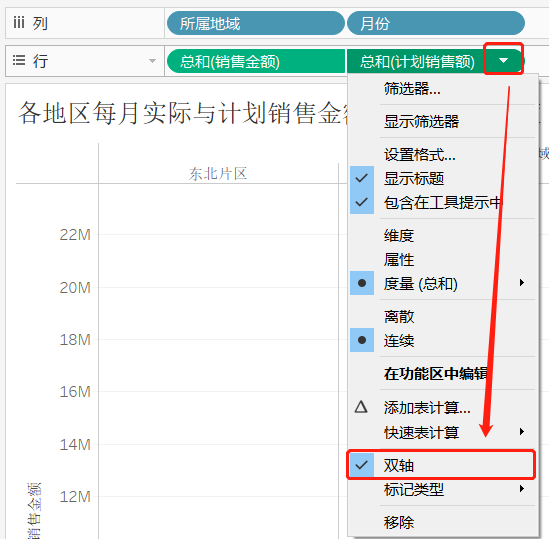 列
所属地域
月份
行
总和(销售金额)
总和(计划销售额)
各地区每月实际与计划销售金
东北片区
域
22M
20M
18M
16M
14M
12M
销售金额
筛选器...
显示筛选器
设置格式...
显示标题
包含在工具提示中
维度
属性
度量 (总和)
离散
连续
在功能区中编辑
添加表计算...
快速表计算
双轴
标记类型
移除